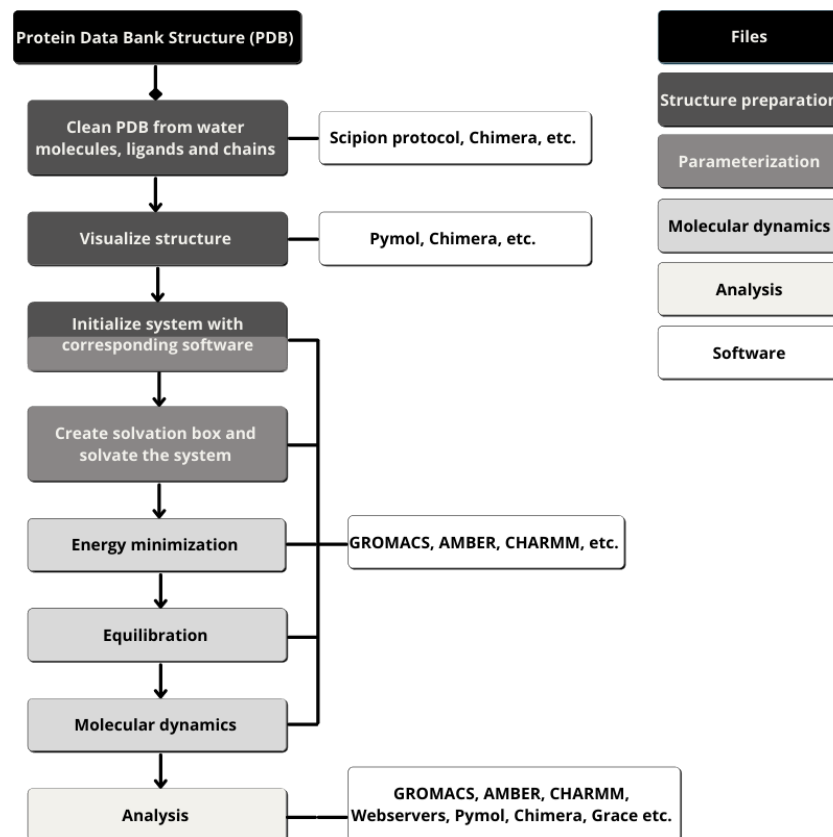 Protein Data Bank Structure (PDB)
Clean PDB from water
molecules, ligands and chains
Scipion protocol, Chimera, etc.
Visualize structure
Pymol, Chimera, etc.
Initialize system with
corresponding software
Create solvation box and
solvate the system
Energy minimization
GROMACS, AMBER, CHARMM, etc.
Equilibration
Molecular dynamics
Analysis
GROMACS, AMBER, CHARMM,
Webservers, Pymol, Chimera, Grace etc.
Files
Structure preparation
Parameterization
Molecular dynamics
Analysis
Software